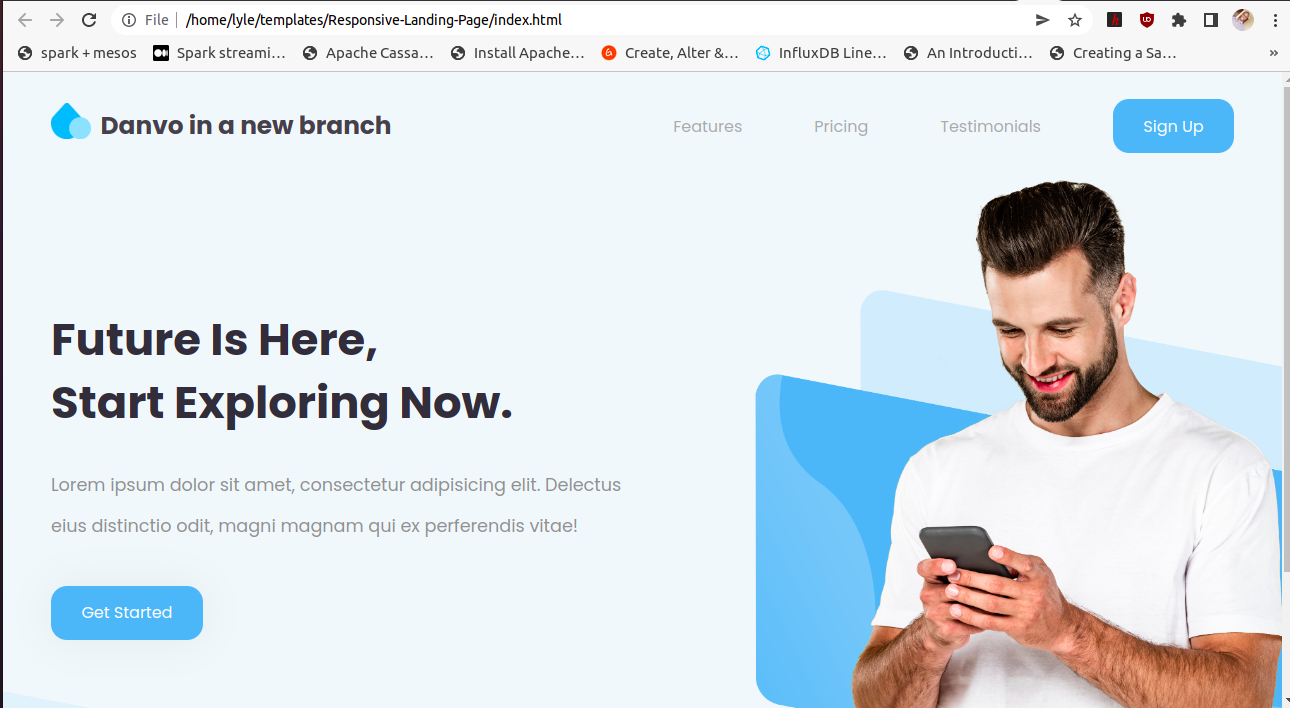 File | /home/lyle/templates/Responsive-Landing-Page/index.html
spark + mesos Spark streami... Apache Cassa... Install Apache... Create, Alter &... InfluxDB Line... An Introducti... Creating a Sa... »
Danvo in a new branch Features Pricing Testimonials Sign Up
Future Is Here,
Start Exploring Now.
Lorem ipsum dolor sit amet, consectetur adipisicing elit. Delectus
eius distinctio odit, magni magnam qui ex perferendis vitae!
Get Started